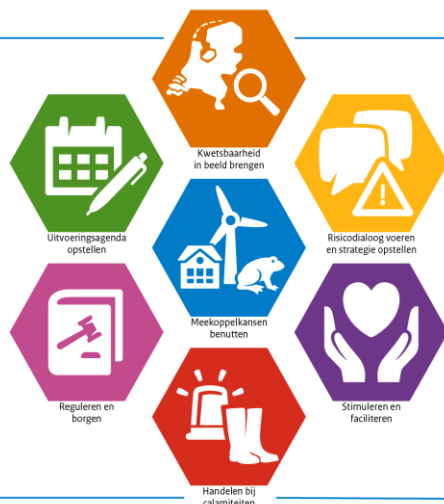 Kwetsbaarheid
in beeld brengen
Uitvoeringsagenda
opstellen
Risicodialoog voeren
en strategie opstellen
Meekoppelkansen
benutten
Reguleren en
borgen
Stimuleren en
faciliteren
Handelen bij
calamiteiten